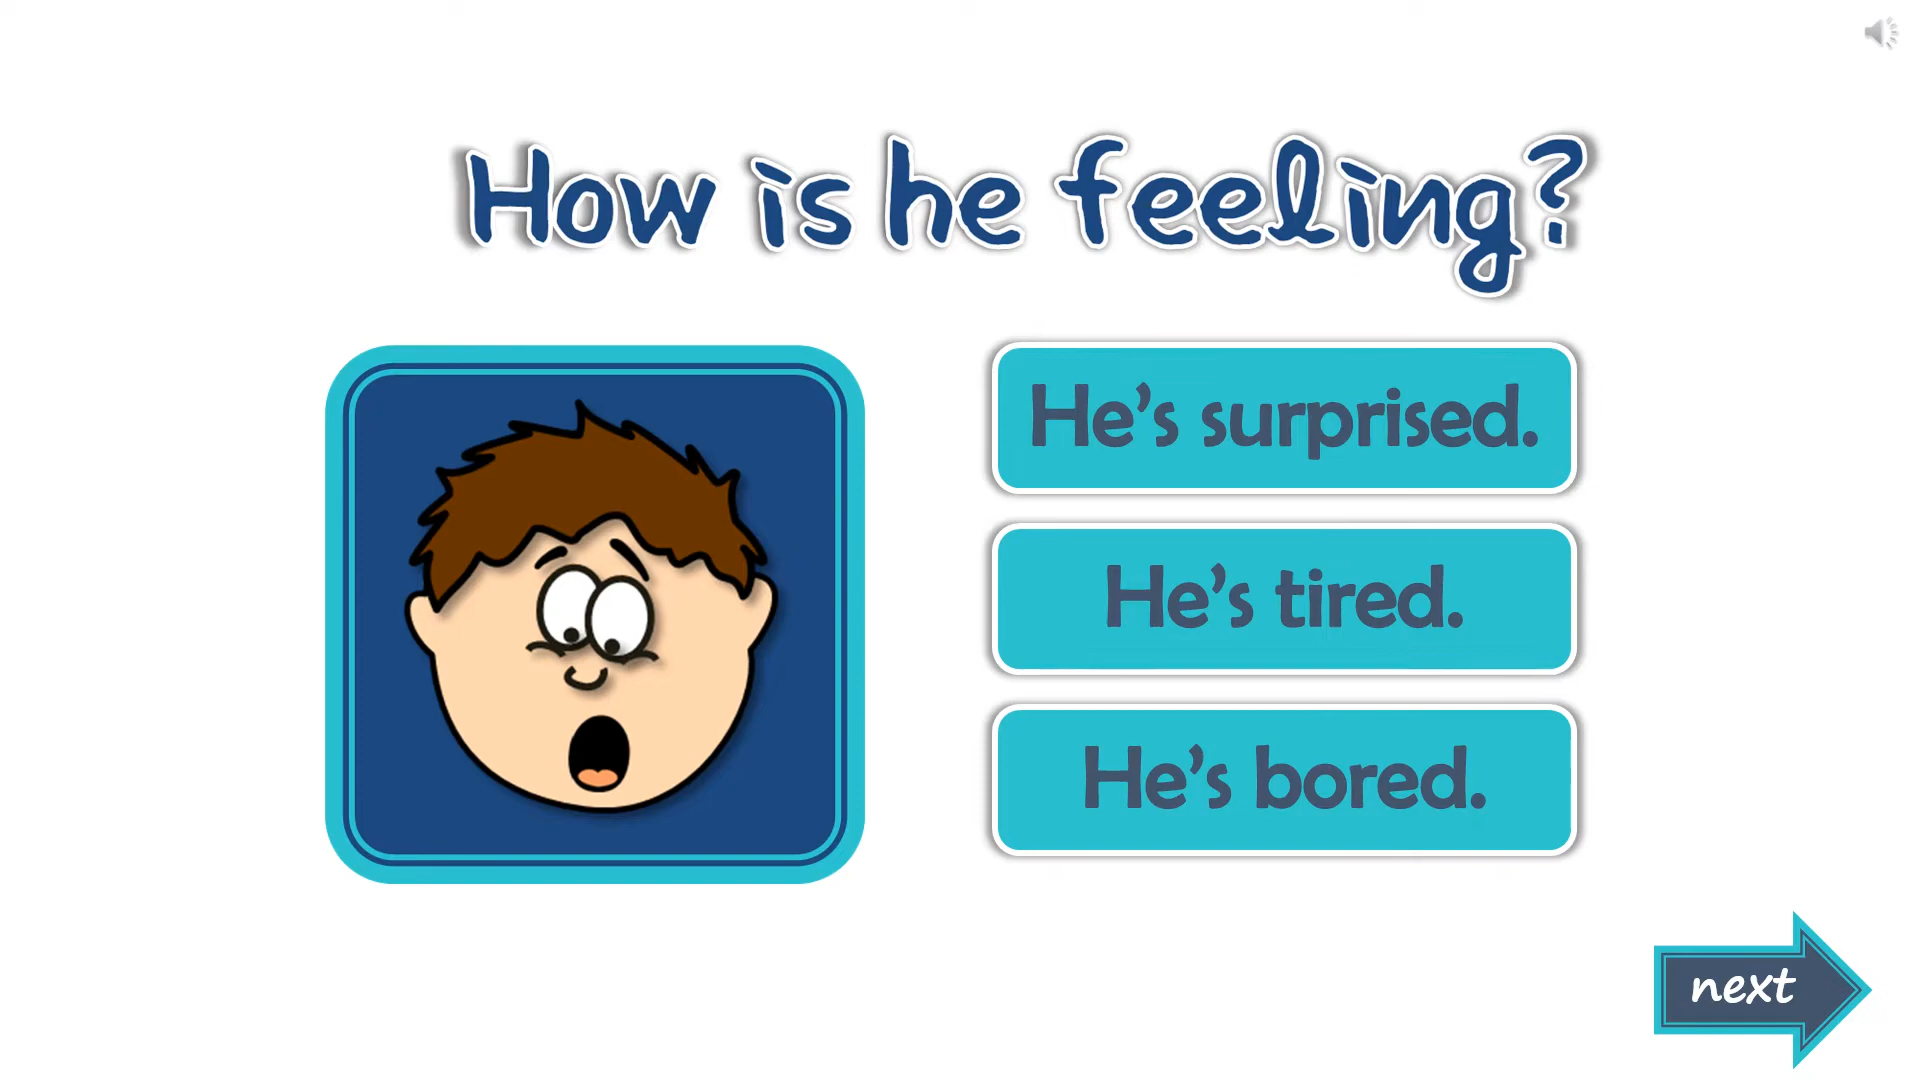 How is he feeling?
He's surprised.
He's tired.
He's bored.
next